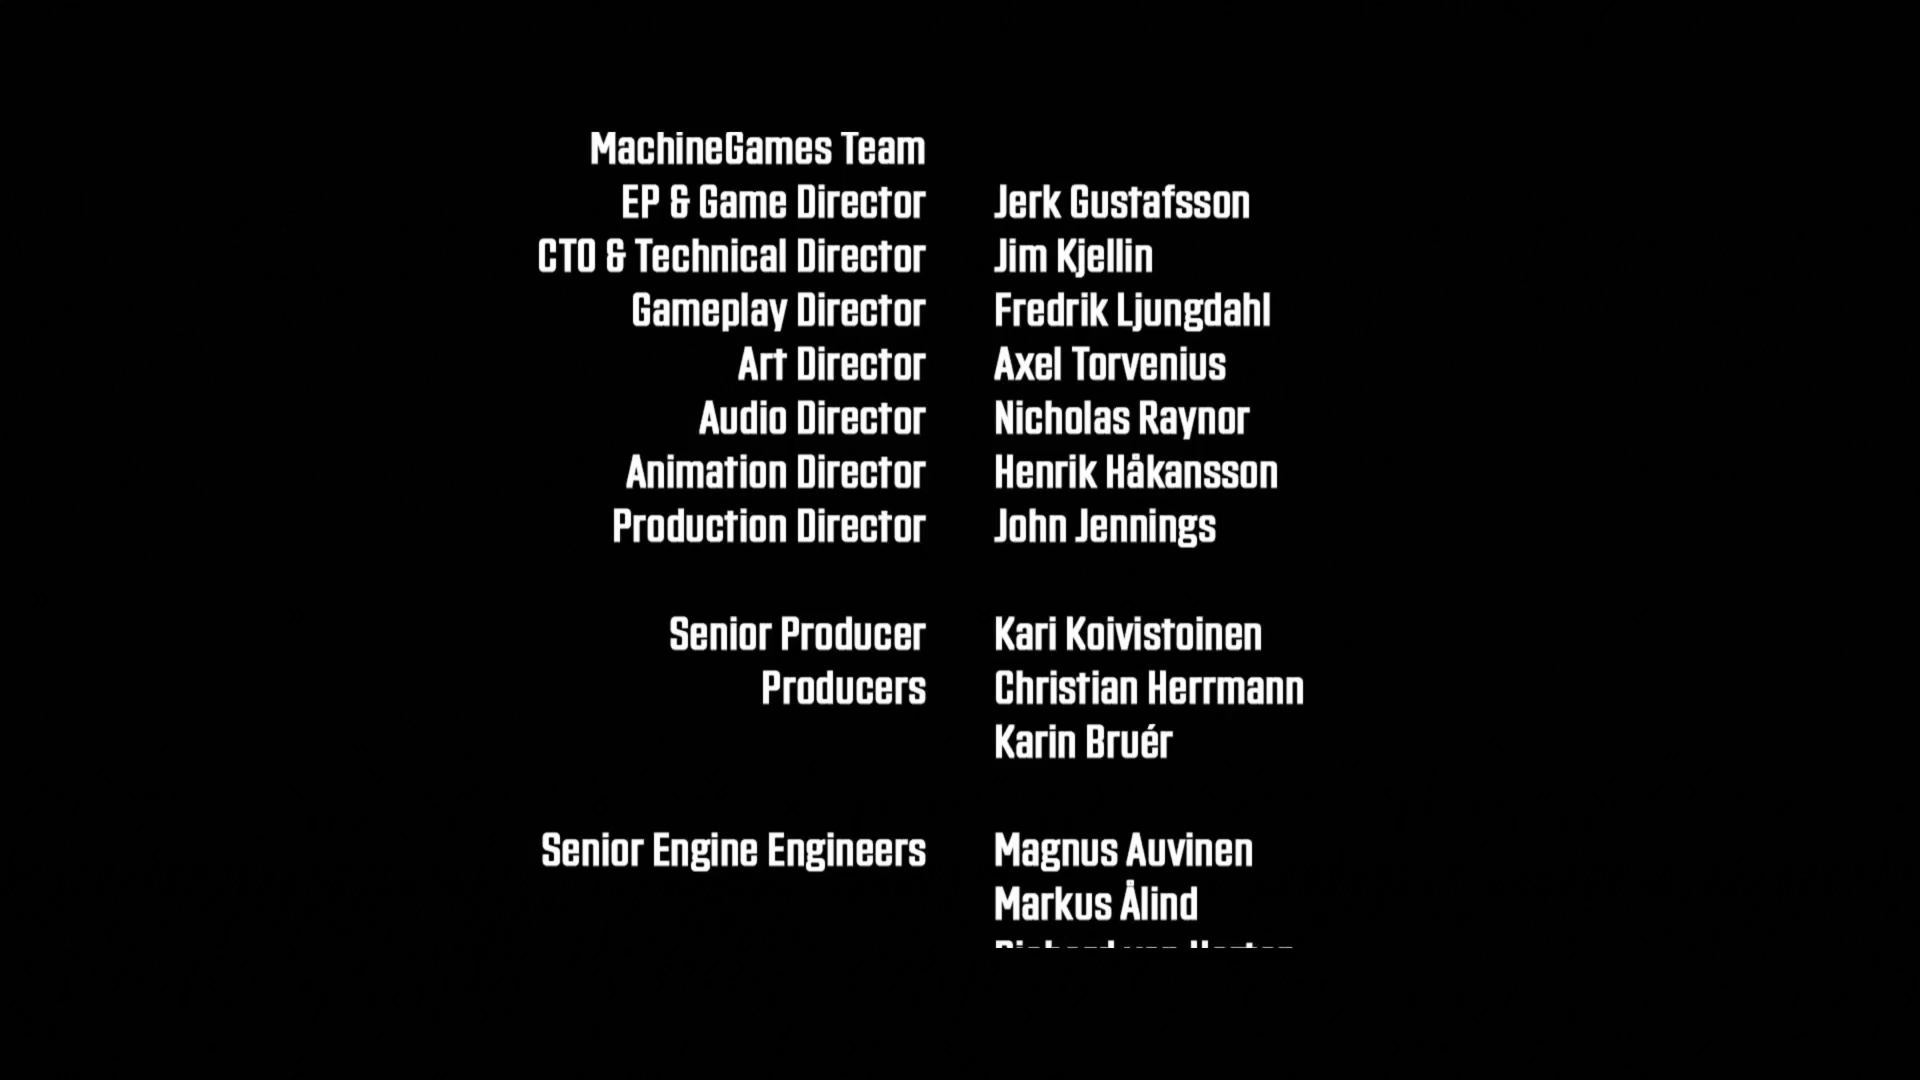 MachineGames Team
EP & Game Director Jerk Gustafsson
CTO & Technical Director Jim Kjellin
Gameplay Director Fredrik Ljungdahl
Art Director Axel Torvenius
Audio Director Nicholas Raynor
Animation Director Henrik Håkansson
Production Director John Jennings
Senior Producer Kari Koivistoinen
Producers Christian Herrmann
Karin Bruér
Senior Engine Engineers Magnus Auvinen
Markus Ålind